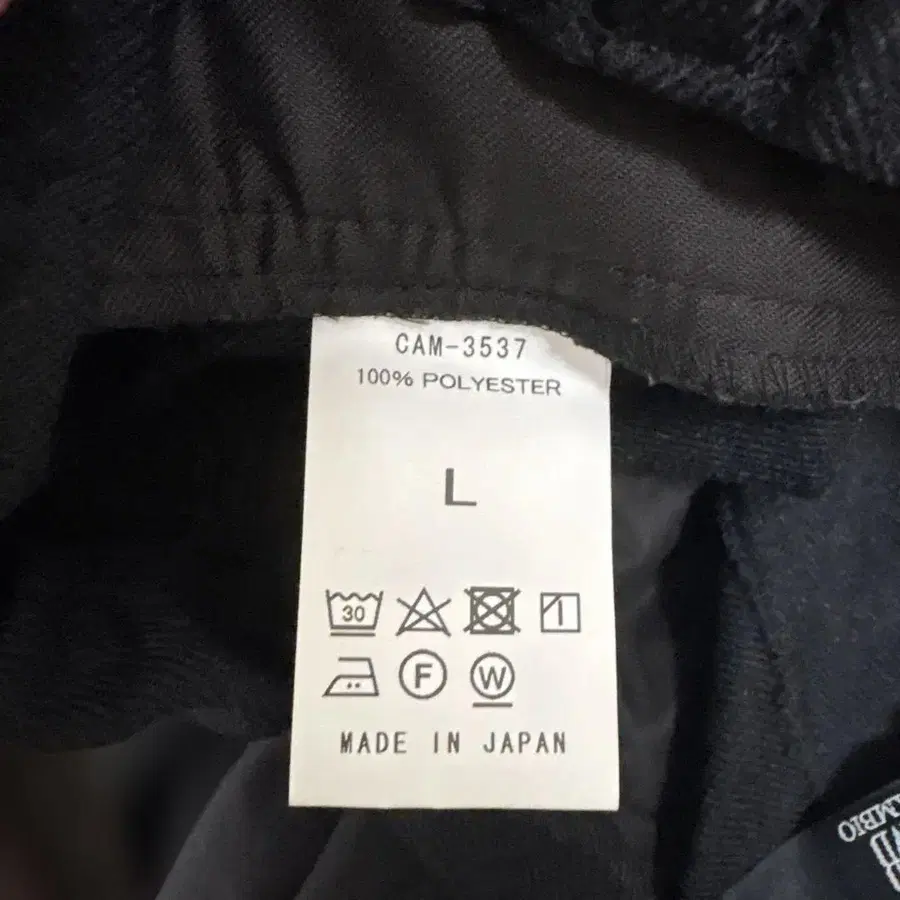 CAM-3537
100% POLYESTER
L
30
F W
MADE IN JAPAN